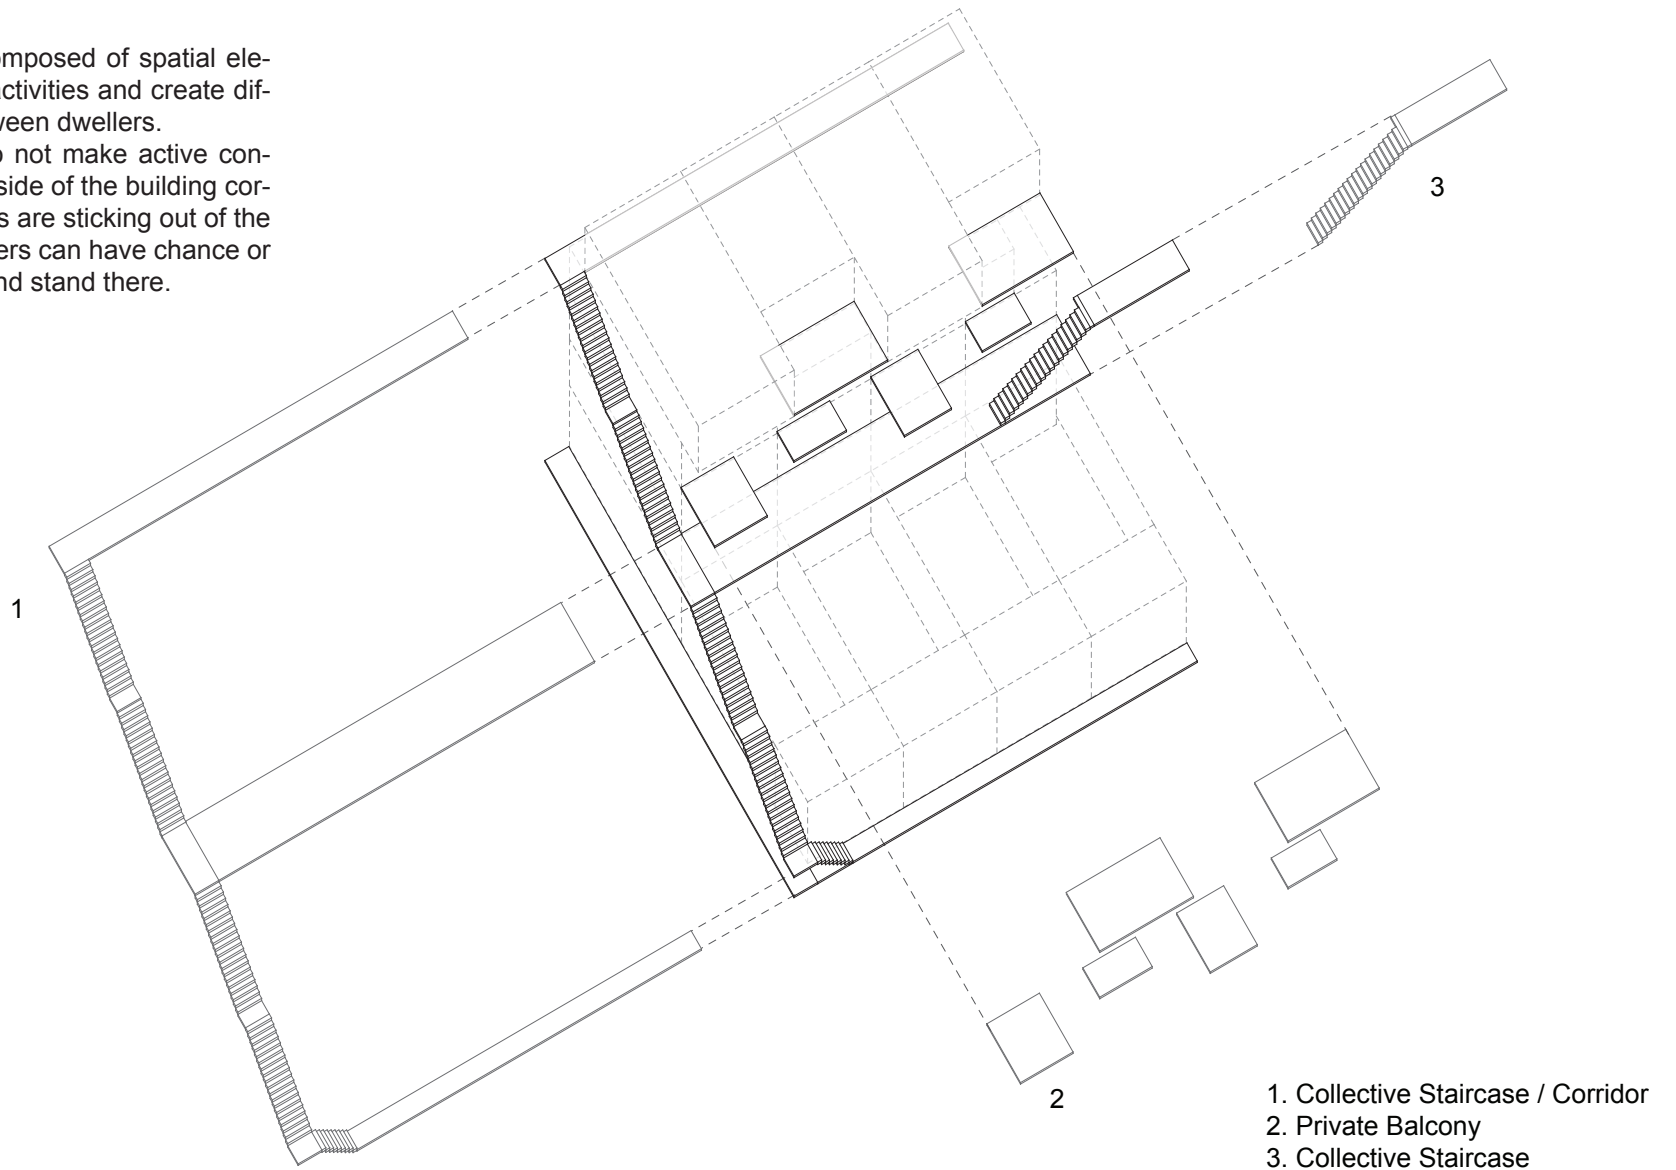 mposed of spatial ele-
activities and create dif-
ween dwellers.
o not make active con-
side of the building cor-
s are sticking out of the
ers can have chance or
nd stand there.
3
1
2
1. Collective Staircase / Corridor
2. Private Balcony
3. Collective Staircase